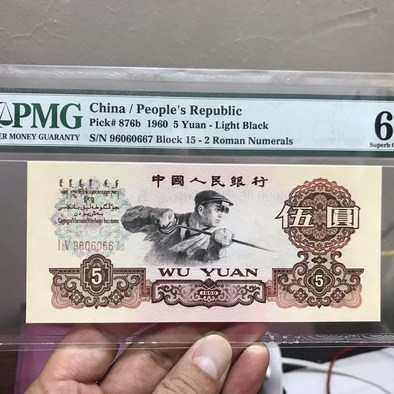 PMG
ER MONEY GUARANTY
China / People's Republic
Pick# 876b 1960 5 Yuan - Light Black
S/N 96060667 Block 15 - 2 Roman Numerals
6
Superb G
中國人民銀行
伍圓
I V 96060667
5
WU YUAN
1960
5